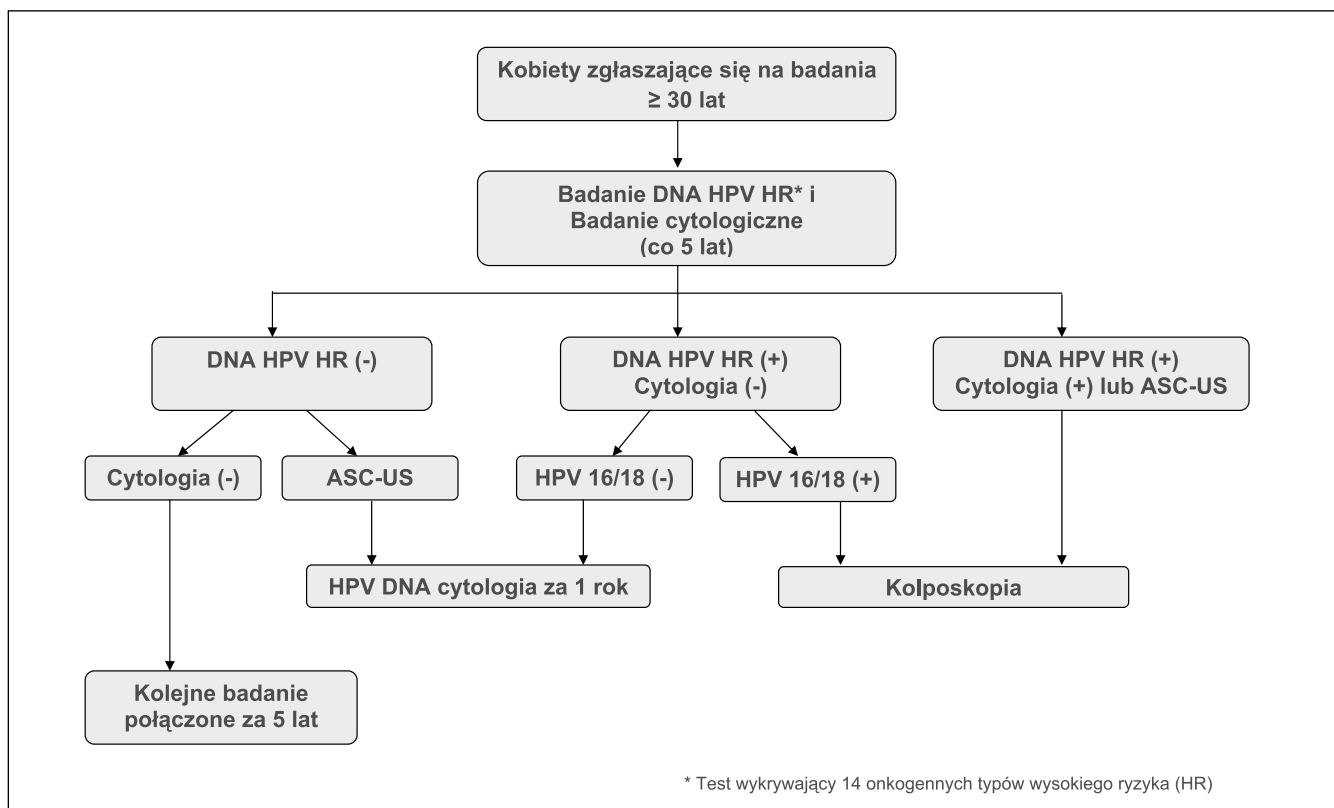 Kobiety zgłaszające się na badania
≥ 30 lat
Badanie DNA HPV HR* i
Badanie cytologiczne
(co 5 lat)
DNA HPV HR (-)
DNA HPV HR (+)
Cytologia (-)
DNA HPV HR (+)
Cytologia (+) lub ASC-US
Cytologia (-)
ASC-US
HPV 16/18 (-)
HPV 16/18 (+)
HPV DNA cytologia za 1 rok
Kolposkopia
Kolejne badanie
połączone za 5 lat
* Test wykrywający 14 onkogennych typów wysokiego ryzyka (HR)